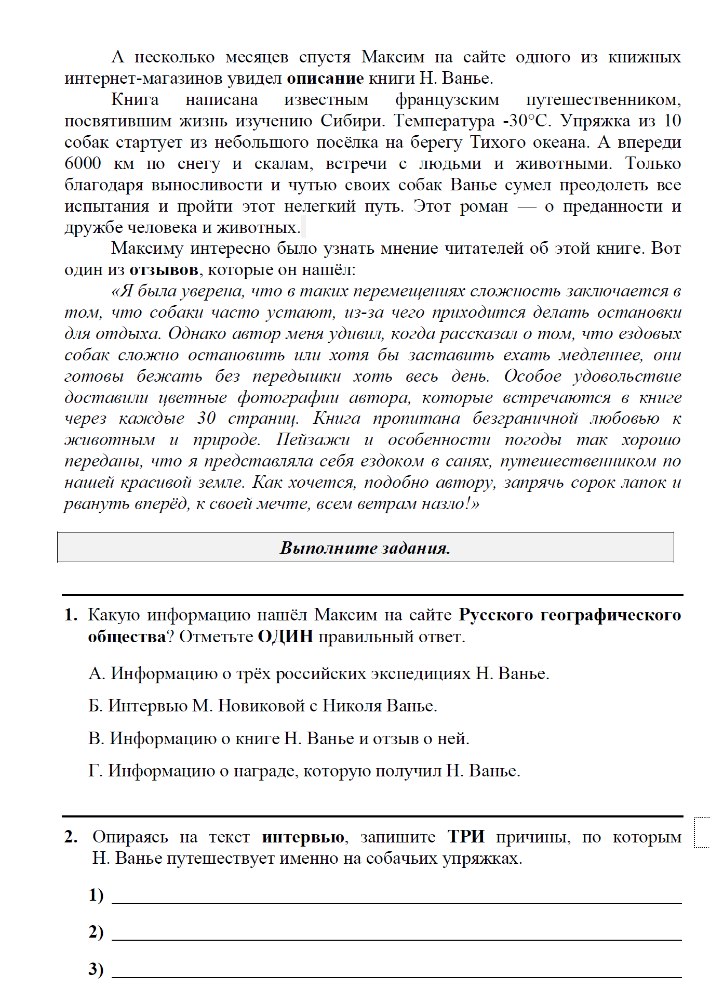 А несколько месяцев спустя Максим на сайте одного из книжных
интернет-магазинов увидел описание книги Н. Ванье.
Книга написана известным французским путешественником,
посвятившим жизнь изучению Сибири. Температура -30°С. Упряжка из 10
собак стартует из небольшого посёлка на берегу Тихого океана. А впереди
6000 км по снегу и скалам, встречи с людьми и животными. Только
благодаря выносливости и чутью своих собак Ванье сумел преодолеть все
испытания и пройти этот нелегкий путь. Этот роман — о преданности и
дружбе человека и животных.
Максиму интересно было узнать мнение читателей об этой книге. Вот
один из отзывов, которые он нашёл:
«Я была уверена, что в таких перемещениях сложность заключается в
том, что собаки часто устают, из-за чего приходится делать остановки
для отдыха. Однако автор меня удивил, когда рассказал о том, что ездовых
собак сложно остановить или хотя бы заставить ехать медленнее, они
готовы бежать без передышки хоть весь день. Особое удовольствие
доставили цветные фотографии автора, которые встречаются в книге
через каждые 30 страниц. Книга пропитана безграничной любовью к
животным и природе. Пейзажи и особенности погоды так хорошо
переданы, что я представляла себя ездоком в санях, путешественником по
нашей красивой земле. Как хочется, подобно автору, запрячь сорок лапок и
рвануть вперёд, к своей мечте, всем ветрам назло!»
Выполните задания.
1. Какую информацию нашёл Максим на сайте Русского географического
общества? Отметьте ОДИН правильный ответ.
А. Информацию о трёх российских экспедициях Н. Ванье.
Б. Интервью М. Новиковой с Николя Ванье.
В. Информацию о книге Н. Ванье и отзыв о ней.
Г. Информацию о награде, которую получил Н. Ванье.
2. Опираясь на текст интервью, запишите ТРИ причины, по которым
Н. Ванье путешествует именно на собачьих упряжках.
1)
2)
3)